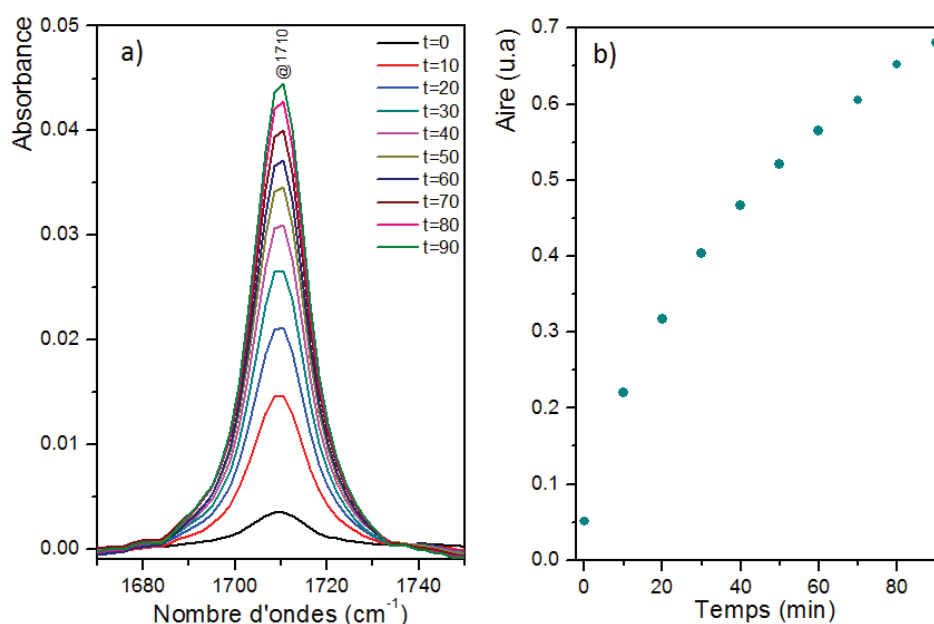 a)
@1710
t=0
t=10
t=20
t=30
t=40
t=50
t=60
t=70
t=80
t=90
Absorbance
0.05
0.04
0.03
0.02
0.01
0.00
1680
1700
1720
1740
Nombre d'ondes (cm⁻¹)
b)
Aire (u.a)
0.7
0.6
0.5
0.4
0.3
0.2
0.1
0.0
0
20
40
60
80
Temps (min)